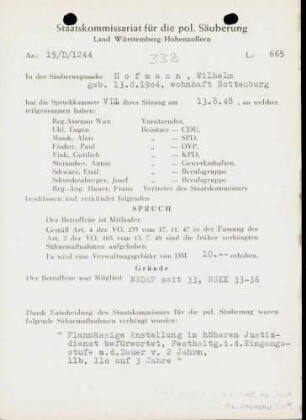 Staatskommissariat für die pol. Säuberung
Land Württemberg-Hohenzollern
Az.: 15/D/1244
338
L.: 665
In der Säuberungssache Hofmann, Wilhelm
geb. 13.8.1904, wohnhaft Rottenburg
hat die Spruchkammer VII in ihrer Sitzung am 13.8.48, an welcher
teilgenommen haben:
Reg.Assessor Wax Vorsitzender,
Uhl, Eugen Beisitzer — CDU,
Mauch, Alois „ — SPD,
Fischer, Paul „ — DVP,
Fink, Gottlich „ — KPD,
Steinacher, Anton „ — Gewerkschaften,
Schwarz, Emil „ — Berufsgruppe
Schneckenburger, Josef „ — Berufsgruppe
Reg.-Ang. Hauer, Franz Vertreter des Staatskommissars
beschlossen und verkündet folgenden
SPRUCH
Der Betroffene ist Mitläufer.
Gemäß Art. 4 der VO. 133 vom 17. 11. 47 in der Fassung des
Art. 2 der VO. 165 vom 13. 7. 48 sind die früher verhängten
Sühnemaßnahmen aufgehoben.
Es wird eine Verwaltungsgebühr von DM 10.-- erhoben.
Gründe
Der Betroffene war Mitglied NSDAP seit 33, NSKK 33-36
Durch Entscheidung des Staatskommissars für die pol. Säuberung waren
folgende Sühnemaßnahmen verhängt worden:
" Planmässige Anstellung im höheren Justiz-
dienst befürwortet, Festhaltg.i.d.Eingangs-
stufe m.d.Dauer v. 2 Jahren,
11b, 11c auf 3 Jahre "